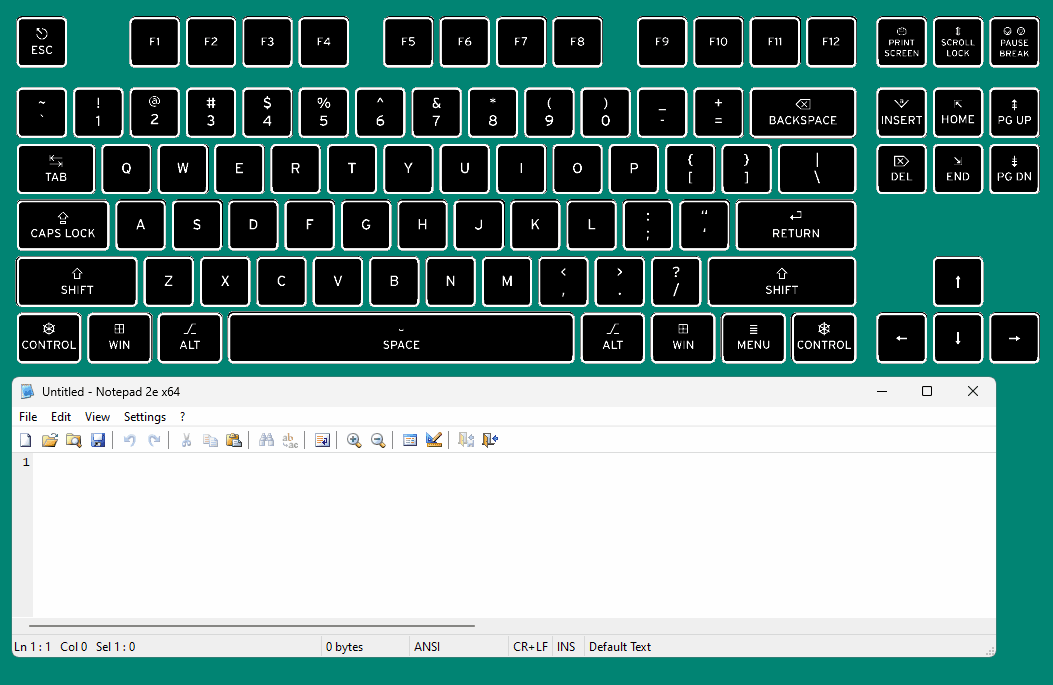 ESC F1 F2 F3 F4 F5 F6 F7 F8 F9 F10 F11 F12 PRINT SCREEN SCROLL LOCK PAUSE BREAK
~ ` ! 1 @ 2 # 3 $ 4 % 5 ^ 6 & 7 * 8 ( 9 ) 0 _ - + = BACKSPACE INSERT HOME PG UP
TAB Q W E R T Y U I O P { [ } ] | \ DEL END PG DN
CAPS LOCK A S D F G H J K L : ; “ ‘ RETURN
SHIFT Z X C V B N M < , > . ? / SHIFT ↑
CONTROL WIN ALT SPACE ALT WIN MENU CONTROL ← ↓ →
Untitled - Notepad 2e x64
File Edit View Settings ?
1
Ln 1 : 1 Col 0 Sel 1 : 0 0 bytes ANSI CR+LF INS Default Text